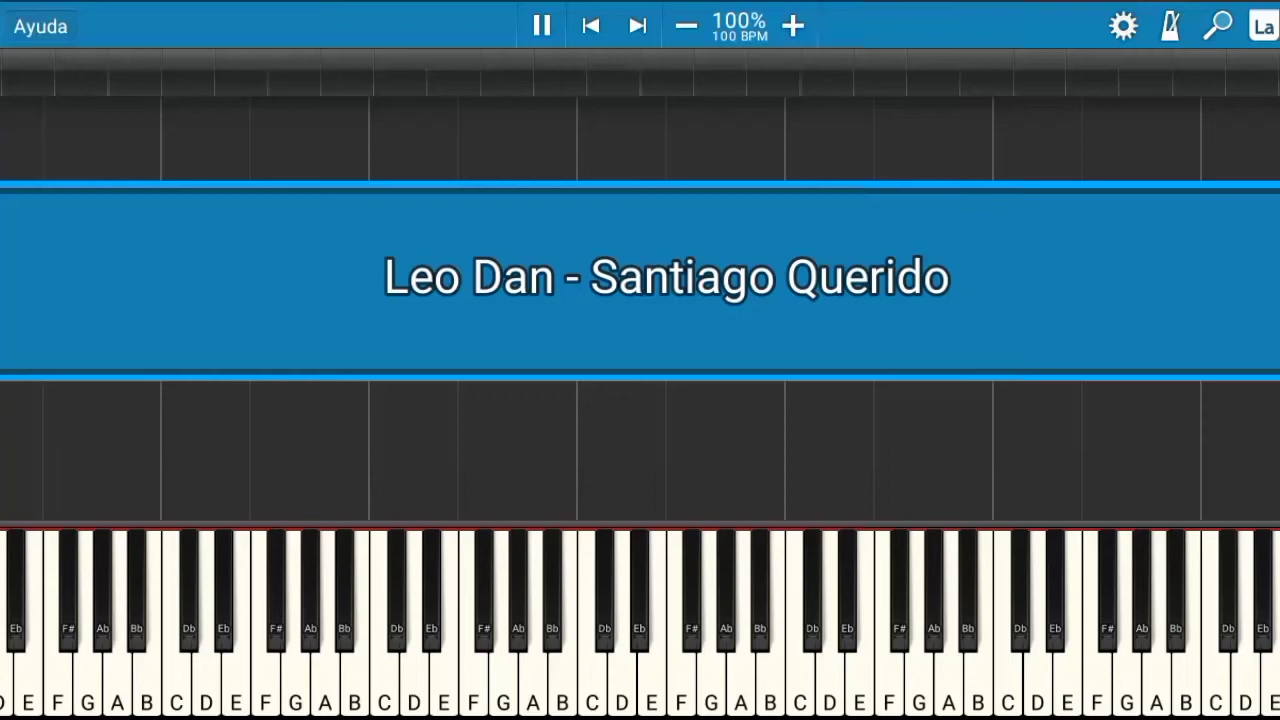 Ayuda
100%
100 BPM
La
Leo Dan - Santiago Querido
Eb F# Ab Bb Db Eb F# Ab Bb Db Eb F# Ab Bb Db Eb F# Ab Bb Db Eb F# Ab Bb Db Eb F# Ab Bb Db Eb
D E F G A B C D E F G A B C D E F G A B C D E F G A B C D E F G A B C D E F G A B C D E